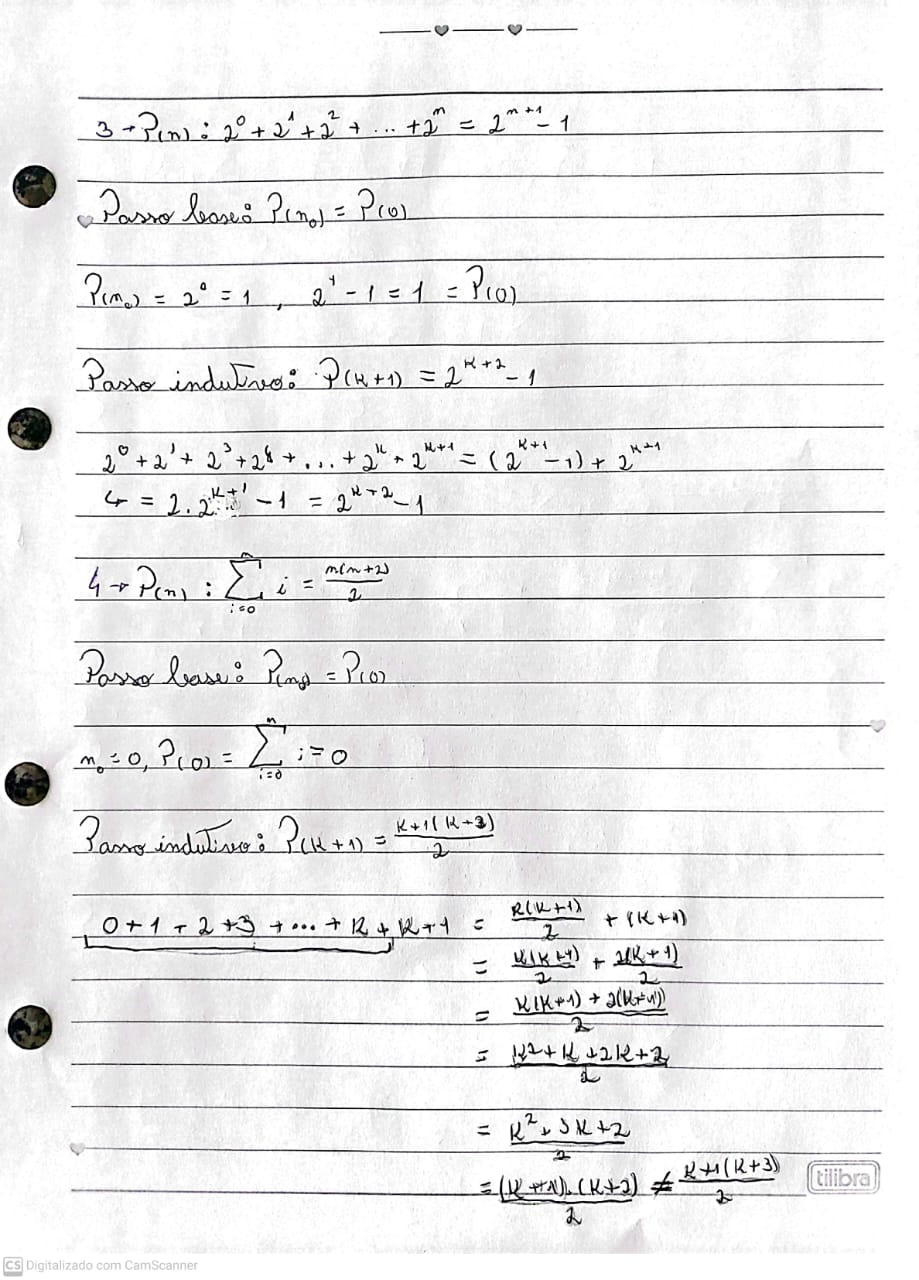 3 → P(n) : 2⁰ + 2¹ + 2² + ... + 2ⁿ = 2ⁿ⁺¹ - 1
Passo base: P(n₀) = P(0)
P(n₀) = 2⁰ = 1 , 2¹ - 1 = 1 = P(0)
Passo indutivo: P(k+1) = 2ᵏ⁺² - 1
2⁰ + 2¹ + 2³ + 2⁴ + ... + 2ᵏ + 2ᵏ⁺¹ = (2ᵏ⁺¹ - 1) + 2ᵏ⁺¹
↳ = 2 . 2ᵏ⁺¹ - 1 = 2ᵏ⁺² - 1
4 → P(n) : ∑ᵢ₌₀ⁿ i = n(n+2)/2
Passo base: P(n₀) = P(0)
n₀ = 0, P(0) = ∑ᵢ₌₀ⁿ i = 0
Passo indutivo: P(k+1) = k+1(k+3)/2
0 + 1 + 2 + 3 + ... + k + k + 1 = k(k+1)/2 + (k+1)
= k(k+1)/2 + 2(k+1)/2
= k(k+1) + 2(k+1)/2
= k² + k + 2k + 2/2
= k² + 3k + 2/2
= (k+1).(k+2)/2 ≠ k+1(k+3)/2
tilibra
CS Digitalizado com CamScanner